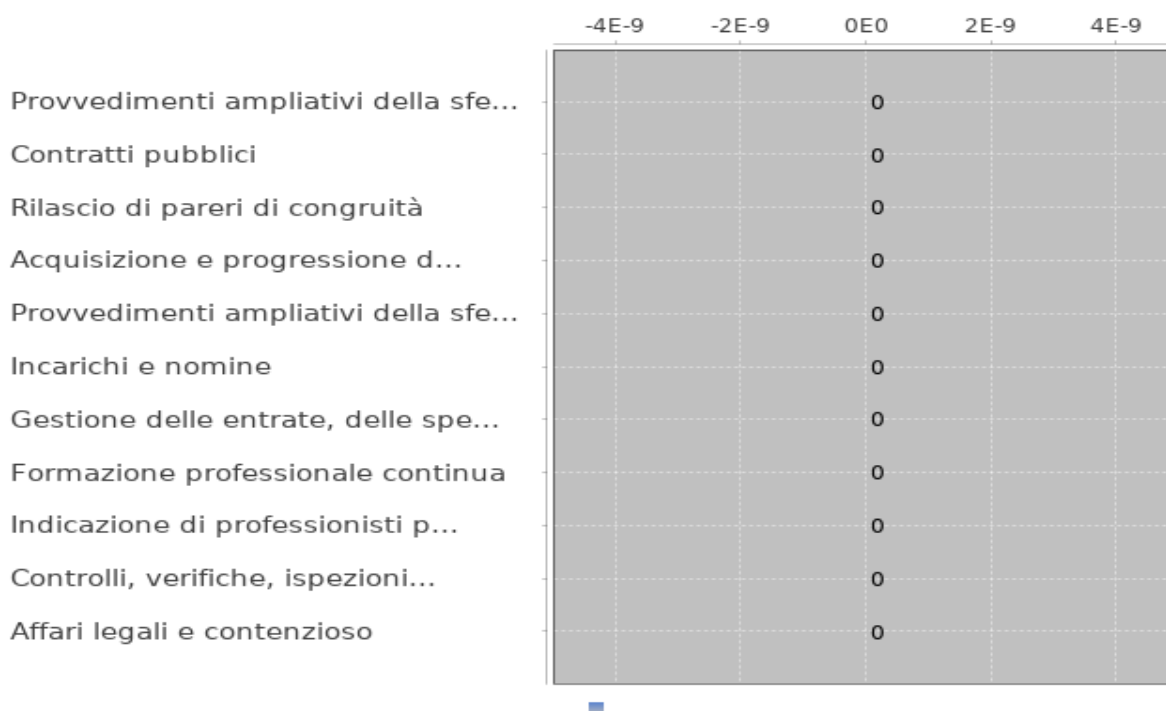 -4E-9 -2E-9 0E0 2E-9 4E-9
Provvedimenti ampliativi della sfe... 0
Contratti pubblici 0
Rilascio di pareri di congruità 0
Acquisizione e progressione d... 0
Provvedimenti ampliativi della sfe... 0
Incarichi e nomine 0
Gestione delle entrate, delle spe... 0
Formazione professionale continua 0
Indicazione di professionisti p... 0
Controlli, verifiche, ispezioni... 0
Affari legali e contenzioso 0